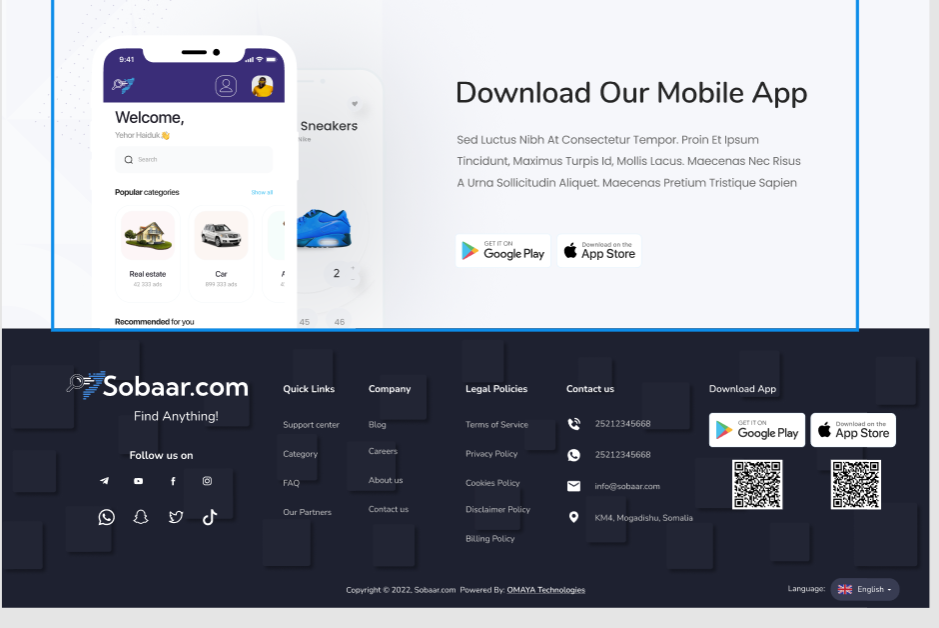 9:41
Welcome,
Yehor Haiduk
Search
Popular categories
Show all
Real estate
42 333 ads
Car
899 333 ads
Recommended for you
Sneakers
Nike
2
45
46
Download Our Mobile App
Sed Luctus Nibh At Consectetur Tempor. Proin Et Ipsum
Tincidunt, Maximus Turpis Id, Mollis Lacus. Maecenas Nec Risus
A Urna Sollicitudin Aliquet. Maecenas Pretium Tristique Sapien
GET IT ON
Google Play
Download on the
App Store
Sobaar.com
Find Anything!
Follow us on
Quick Links
Support center
Category
FAQ
Our Partners
Company
Blog
Careers
About us
Contact us
Legal Policies
Terms of Service
Privacy Policy
Cookies Policy
Disclaimer Policy
Billing Policy
Contact us
25212345668
25212345668
info@sobaar.com
KM4, Mogadishu, Somalia
Download App
GET IT ON
Google Play
Download on the
App Store
Copyright © 2022, Sobaar.com Powered By: OMAYA Technologies
Language:
English